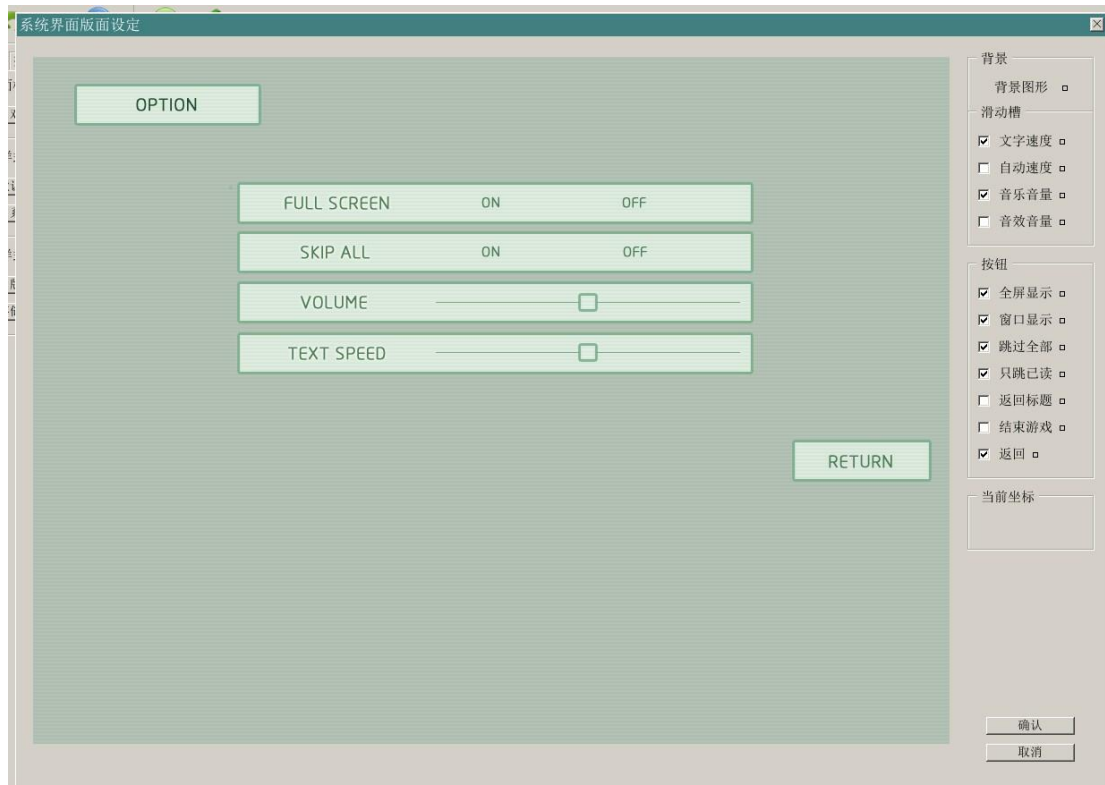 系统界面版面设定
OPTION
FULL SCREEN ON OFF
SKIP ALL ON OFF
VOLUME
TEXT SPEED
RETURN
背景
背景图形
滑动槽
文字速度
自动速度
音乐音量
音效音量
按钮
全屏显示
窗口显示
跳过全部
只跳已读
返回标题
结束游戏
返回
当前坐标
确认
取消